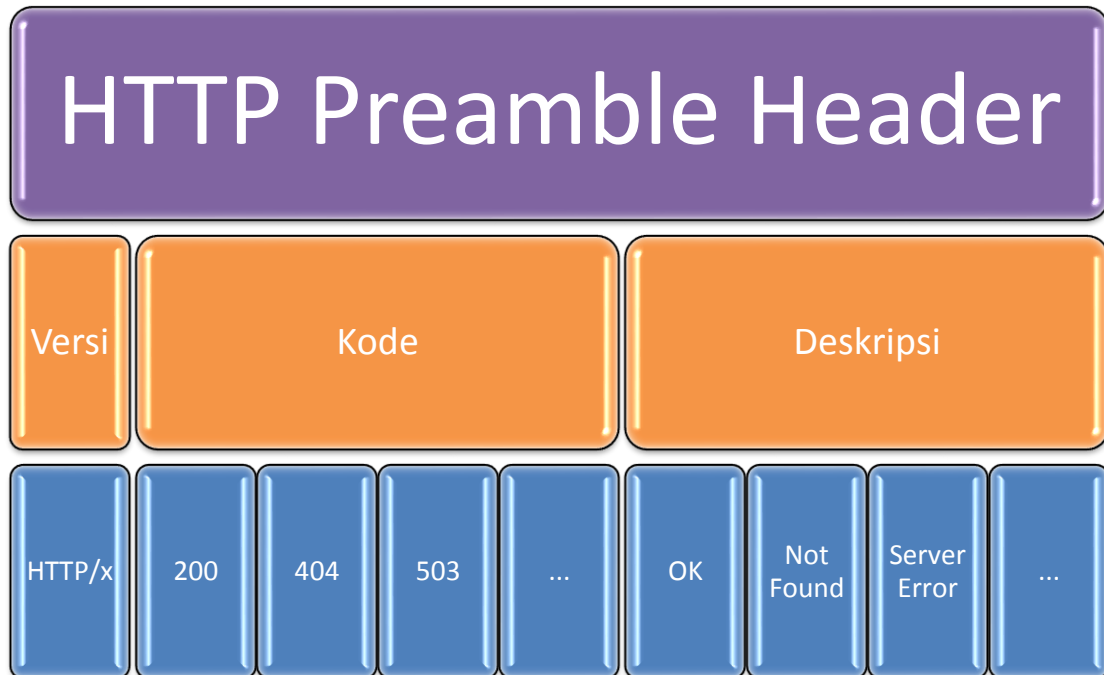 HTTP Preamble Header
Versi
Kode
Deskripsi
HTTP/x
200
404
503
...
OK
Not
Found
Server
Error
...